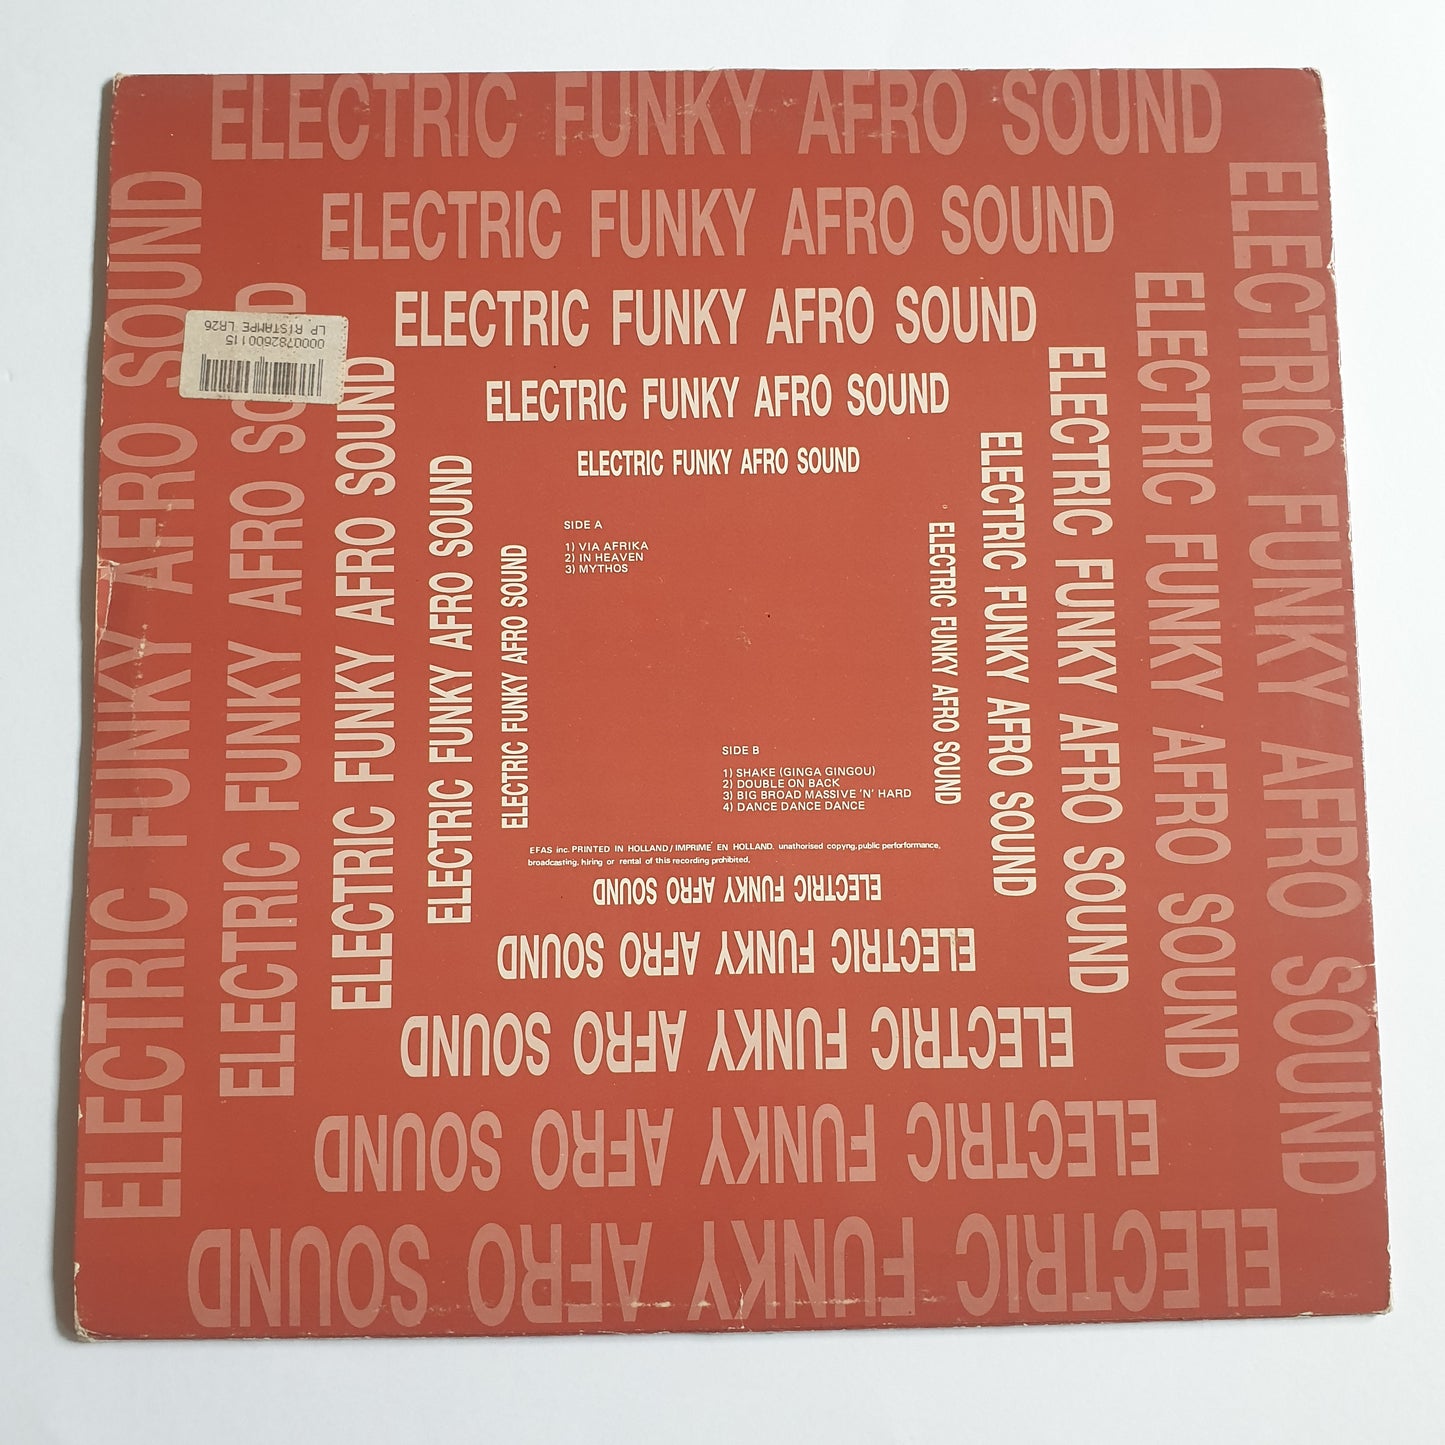 ELECTRIC FUNKY AFRO SOUND
ELECTRIC FUNKY AFRO SOUND
ELECTRIC FUNKY AFRO SOUND
ELECTRIC FUNKY AFRO SOUND
ELECTRIC FUNKY AFRO SOUND
ELECTRIC FUNKY AFRO SOUND
ELECTRIC FUNKY AFRO SOUND
ELECTRIC FUNKY AFRO SOUND
ELECTRIC FUNKY AFRO SOUND
ELECTRIC FUNKY AFRO SOUND
LP RISTAMPE LR26
0000782600115
SIDE A
1) VIA AFRIKA
2) IN HEAVEN
3) MYTHOS
SIDE B
1) SHAKE (GINGA GINGOU)
2) DOUBLE ON BACK
3) BIG BROAD MASSIVE 'N' HARD
4) DANCE DANCE DANCE
EFAS inc. PRINTED IN HOLLAND/IMPRIMÉ EN HOLLAND. unauthorised copyng, public perforformance,
broadcasting, hiring or rental of this recording prohibited.
ELECTRIC FUNKY AFRO SOUND
ELECTRIC FUNKY AFRO SOUND
ELECTRIC FUNKY AFRO SOUND
ELECTRIC FUNKY AFRO SOUND
ELECTRIC FUNKY AFRO SOUND
ELECTRIC FUNKY AFRO SOUND
ELECTRIC FUNKY AFRO SOUND
ELECTRIC FUNKY AFRO SOUND
ELECTRIC FUNKY AFRO SOUND
ELECTRIC FUNKY AFRO SOUND